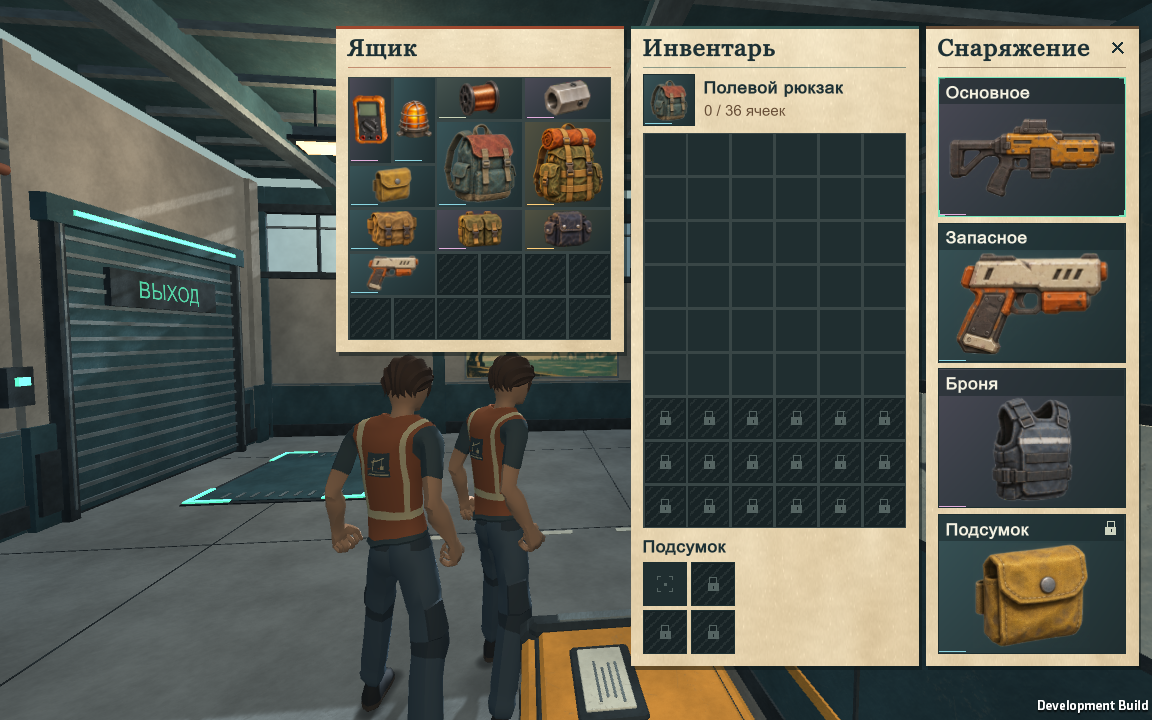 Ящик
Инвентарь
Полевой рюкзак
0 / 36 ячеек
Подсумок
Снаряжение
Основное
Запасное
Броня
Подсумок
ВЫХОД
Development Build